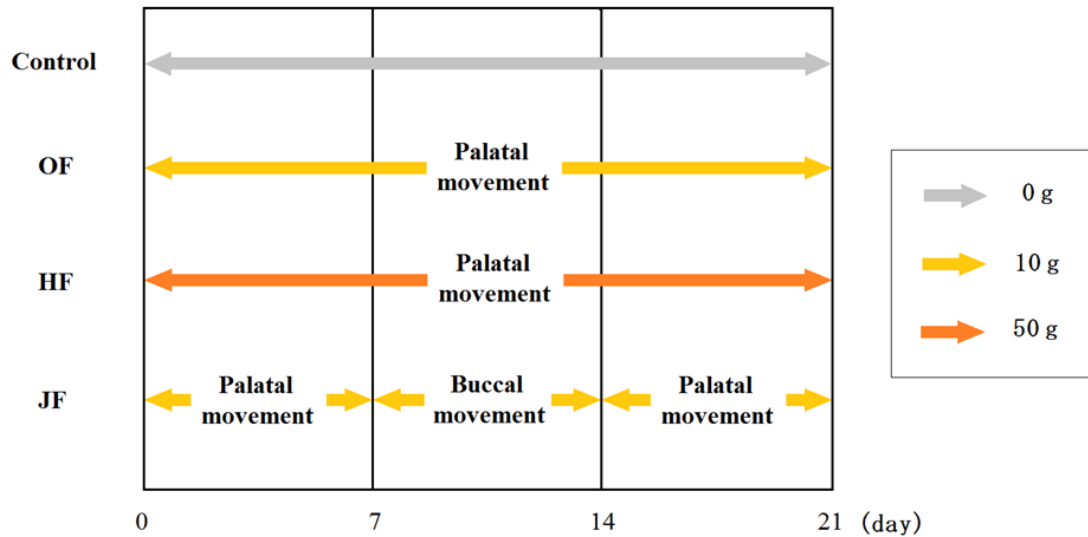 Control
OF
Palatal
movement
HF
Palatal
movement
JF
Palatal
movement
Buccal
movement
Palatal
movement
0 7 14 21 (day)
0 g
10 g
50 g